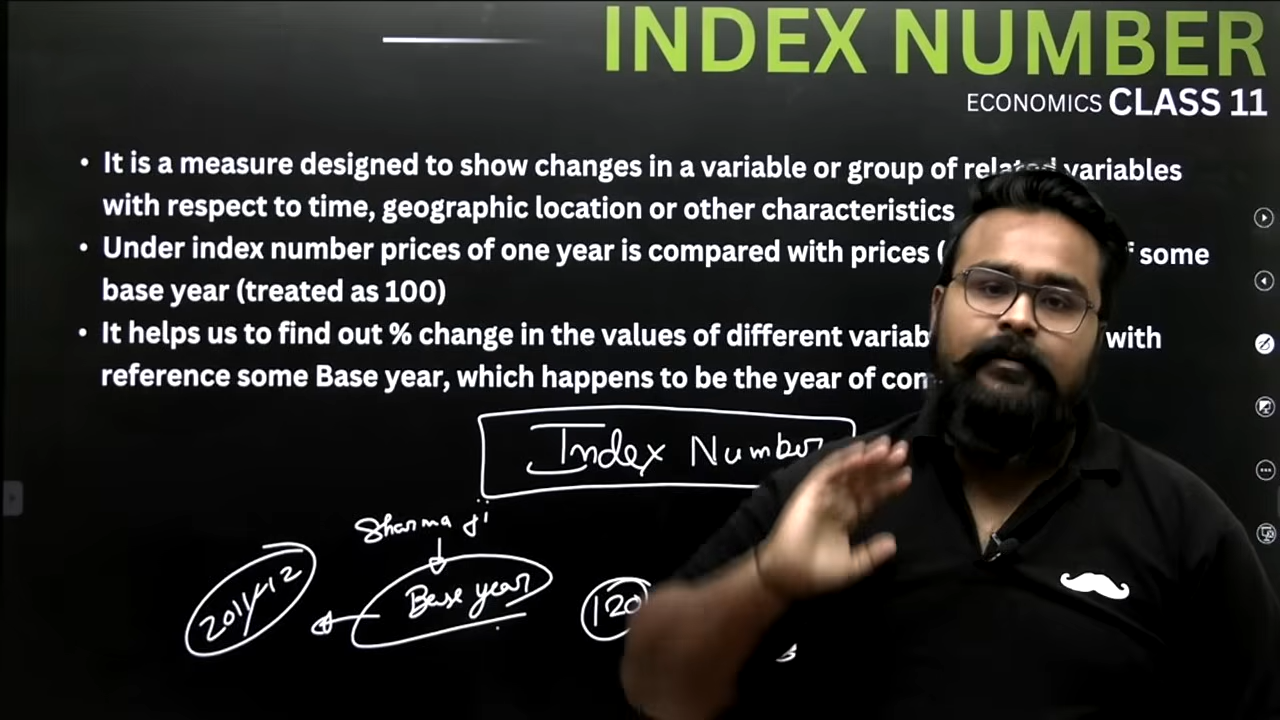 INDEX NUMBER
ECONOMICS CLASS 11
• It is a measure designed to show changes in a variable or group of related variables
with respect to time, geographic location or other characteristics
• Under index number prices of one year is compared with prices ( some
base year (treated as 100)
• It helps us to find out % change in the values of different with
reference some Base year, which happens to be the year of
Index Number
Sharma ji
2011-12
Base year
120